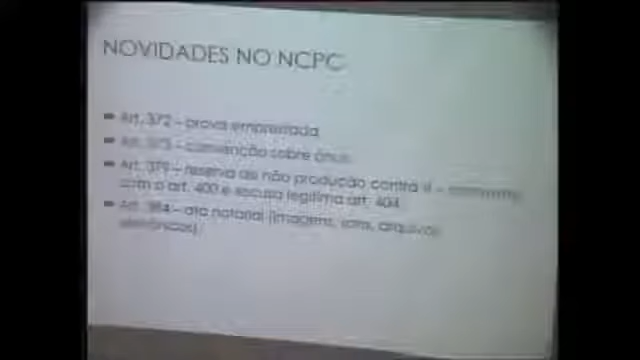 NOVIDADES NO NCPC
Art. 372 – prova emprestada
Art. 373 – convenção sobre ônus
Art. 379 – reserva de não produção contra si –
com o art. 400 e escusa legítima art. 404
Art. 384 – ata notarial (imagens, sons, arquivos
eletrônicos)